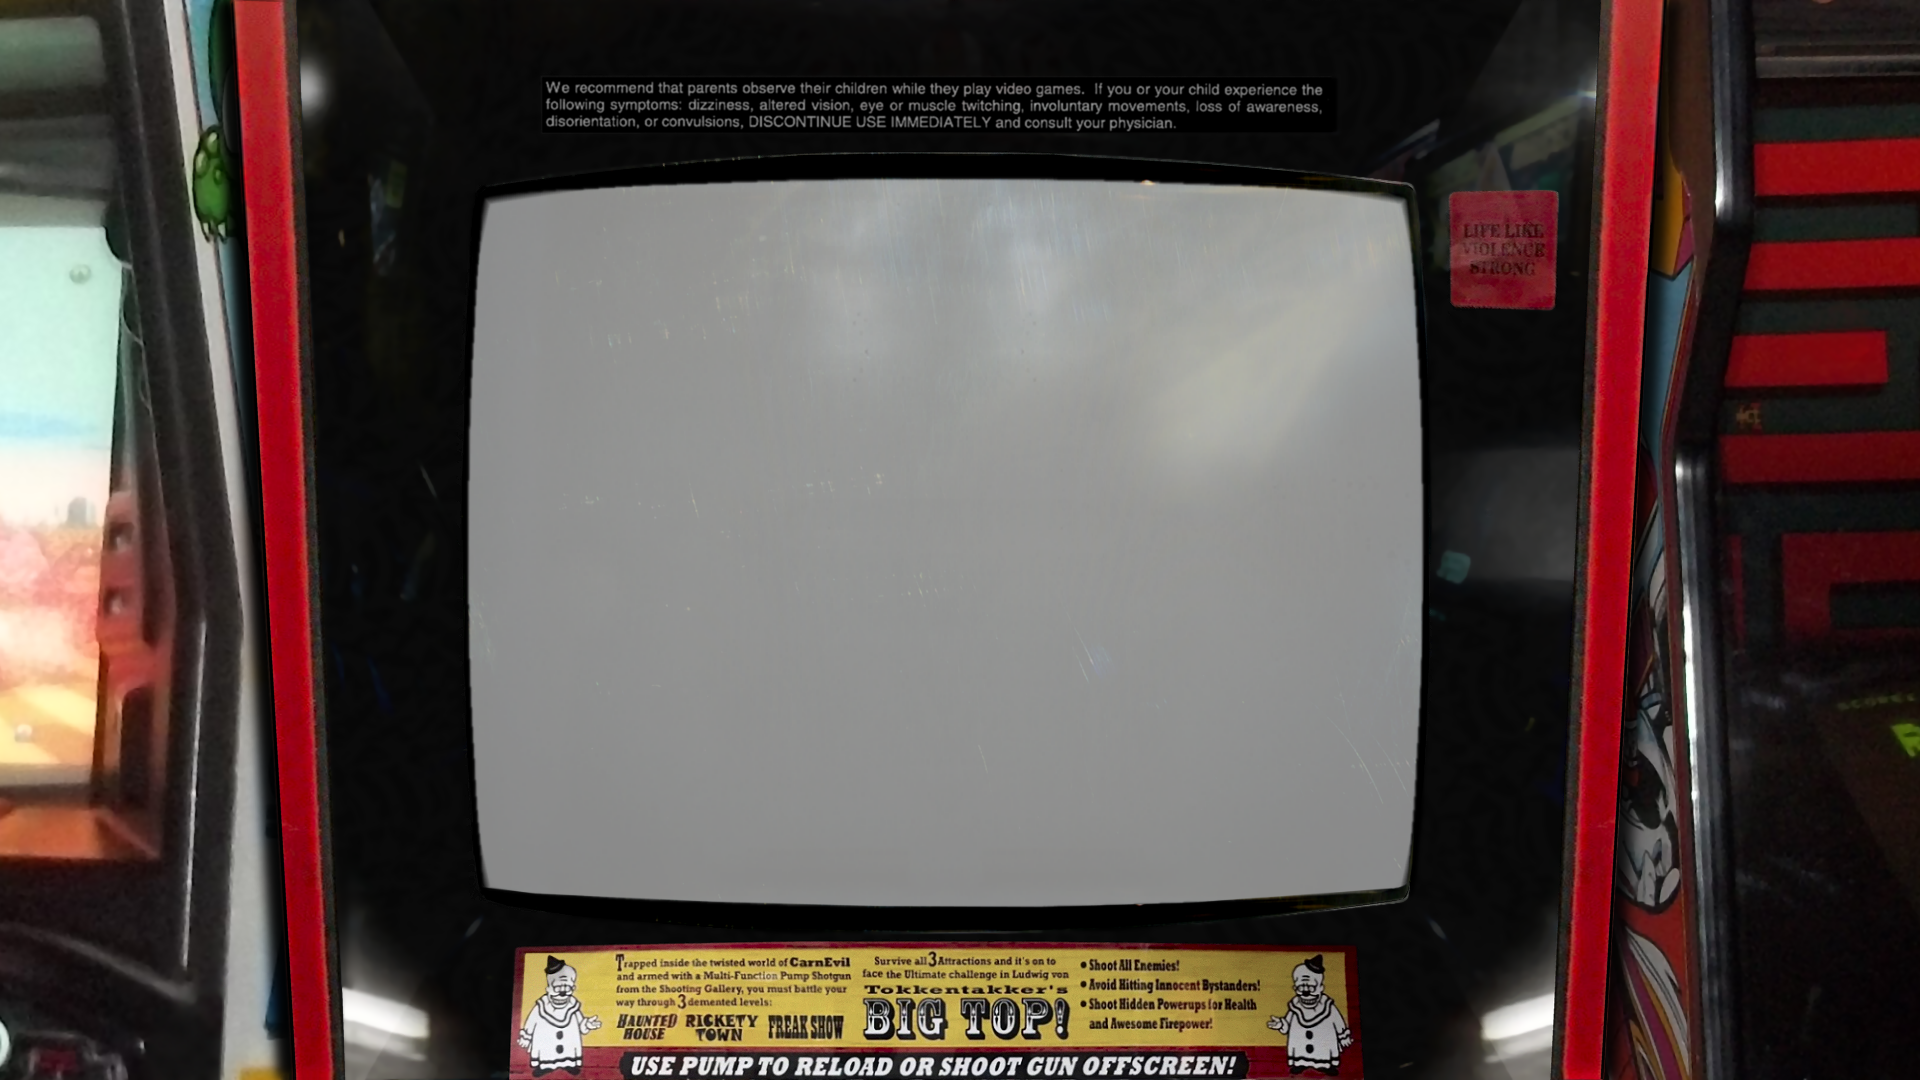 We recommend that parents observe their children while they play video games. If you or your child experience the
following symptoms: dizziness, altered vision, eye or muscle twitching, involuntary movements, loss of awareness,
disorientation, or convulsions, DISCONTINUE USE IMMEDIATELY and consult your physician.
LIFE LIKE
VIOLENCE
STRONG
Trapped inside the twisted world of CarnEvil
and armed with a Multi-Function Pump Shotgun
from the Shooting Gallery, you must battle your
way through 3 demented levels:
HAUNTED HOUSE
RICKETY TOWN
FREAK SHOW
Survive all 3 Attractions and it's on to
face the Ultimate challenge in Ludwig von
Tokkentakker's
BIG TOP!
• Shoot All Enemies!
• Avoid Hitting Innocent Bystanders!
• Shoot Hidden Powerups for Health
and Awesome Firepower!
USE PUMP TO RELOAD OR SHOOT GUN OFFSCREEN!